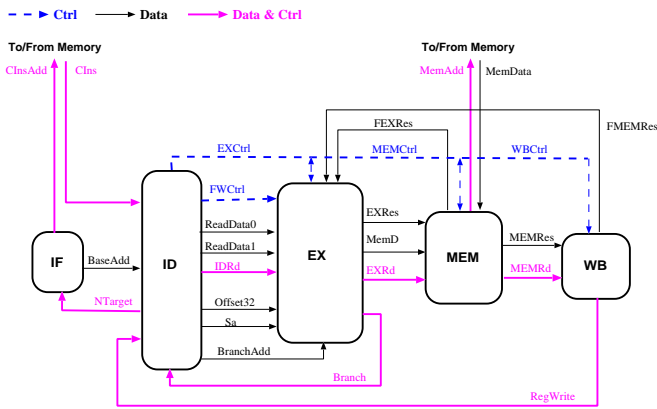 Ctrl Data Data & Ctrl
To/From Memory To/From Memory
CInsAdd CIns MemAdd MemData
FEXRes FMEMRes
EXCtrl MEMCtrl WBCtrl
FWCtrl
ReadData0 EXRes
ReadData1 MemD MEMRes
IF BaseAdd ID IDRd EX EXRd MEM MEMRd WB
NTarget Offset32
Sa
BranchAdd
Branch
RegWrite